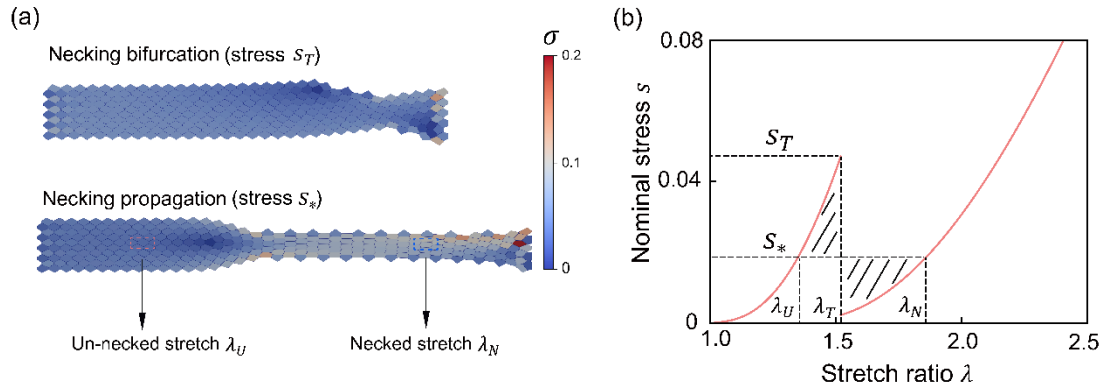 (a)
Necking bifurcation (stress S_T)
σ
0.2
0.1
0
Necking propagation (stress S_*)
Un-necked stretch λ_U
Necked stretch λ_N
(b)
Nominal stress s
0.08
0.04
0
S_T
S_*
λ_U
λ_T
λ_N
1.0
1.5
2.0
2.5
Stretch ratio λ